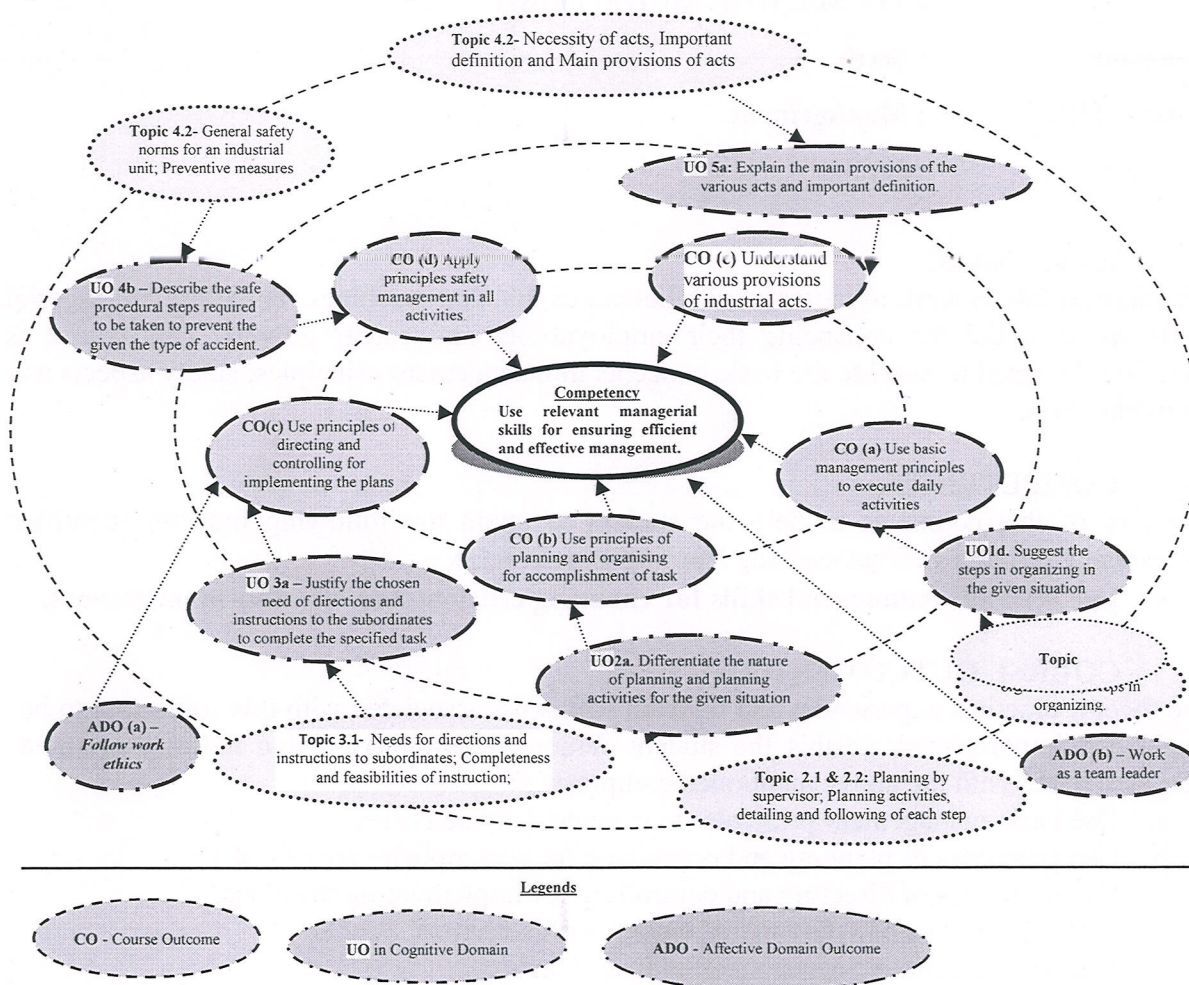 Topic 4.2- Necessity of acts, Important
definition and Main provisions of acts
Topic 4.2- General safety
norms for an industrial
unit; Preventive measures
UO 5a: Explain the main provisions of the
various acts and important definition.
CO (d) Apply
principles safety
management in all
activities.
CO (c) Understand
various provisions
of industrial acts.
UO 4b – Describe the safe
procedural steps required
to be taken to prevent the
given the type of accident.
Competency
Use relevant managerial
skills for ensuring efficient
and effective management.
CO(c) Use principles of
directing and
controlling for
implementing the plans
CO (a) Use basic
management principles
to execute daily
activities
CO (b) Use principles of
planning and organising
for accomplishment of task
UO 3a – Justify the chosen
need of directions and
instructions to the subordinates
to complete the specified task
UO1d. Suggest the
steps in organizing in
the given situation
UO2a. Differentiate the nature
of planning and planning
activities for the given situation
Topic
in
organizing.
ADO (a) –
Follow work
ethics
Topic 3.1- Needs for directions and
instructions to subordinates; Completeness
and feasibilities of instruction;
ADO (b) – Work
as a team leader
Topic 2.1 & 2.2: Planning by
supervisor; Planning activities,
detailing and following of each step
Legends
CO - Course Outcome
UO in Cognitive Domain
ADO - Affective Domain Outcome